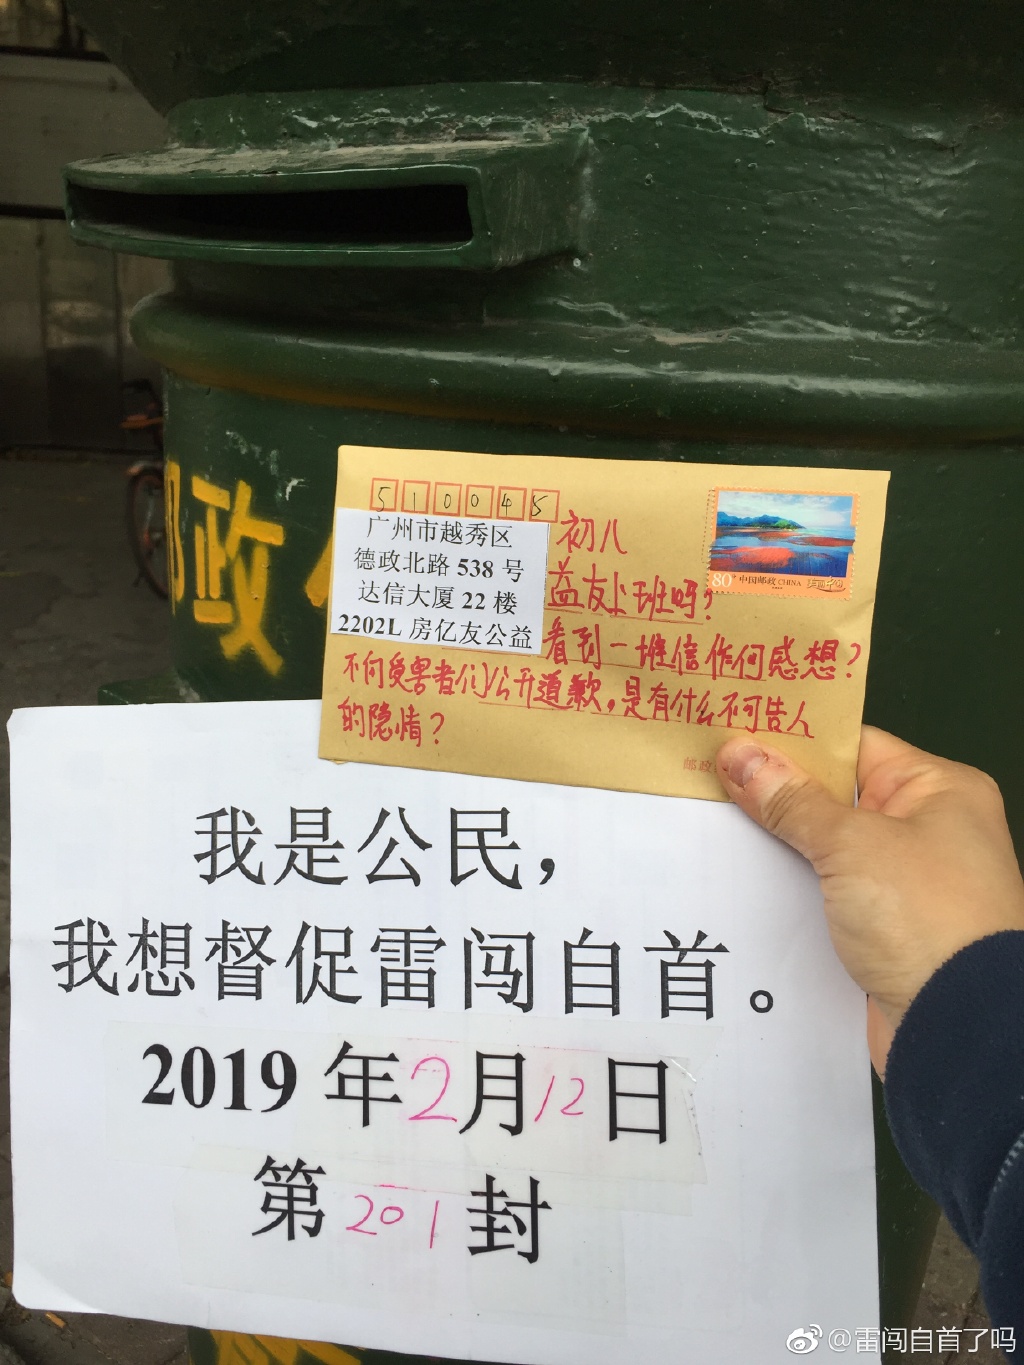 邮政
510045
广州市越秀区
德政北路 538 号
达信大厦 22 楼
2202L 房亿友公益
80分 中国邮政 CHINA
初八
益友上班吗?
看到一堆信作何感想?
不向受害者们公开道歉,是有什么不可告人
的隐情?
邮政
我是公民,
我想督促雷闯自首。
2019 年2月12日
第201封
@雷闯自首了吗